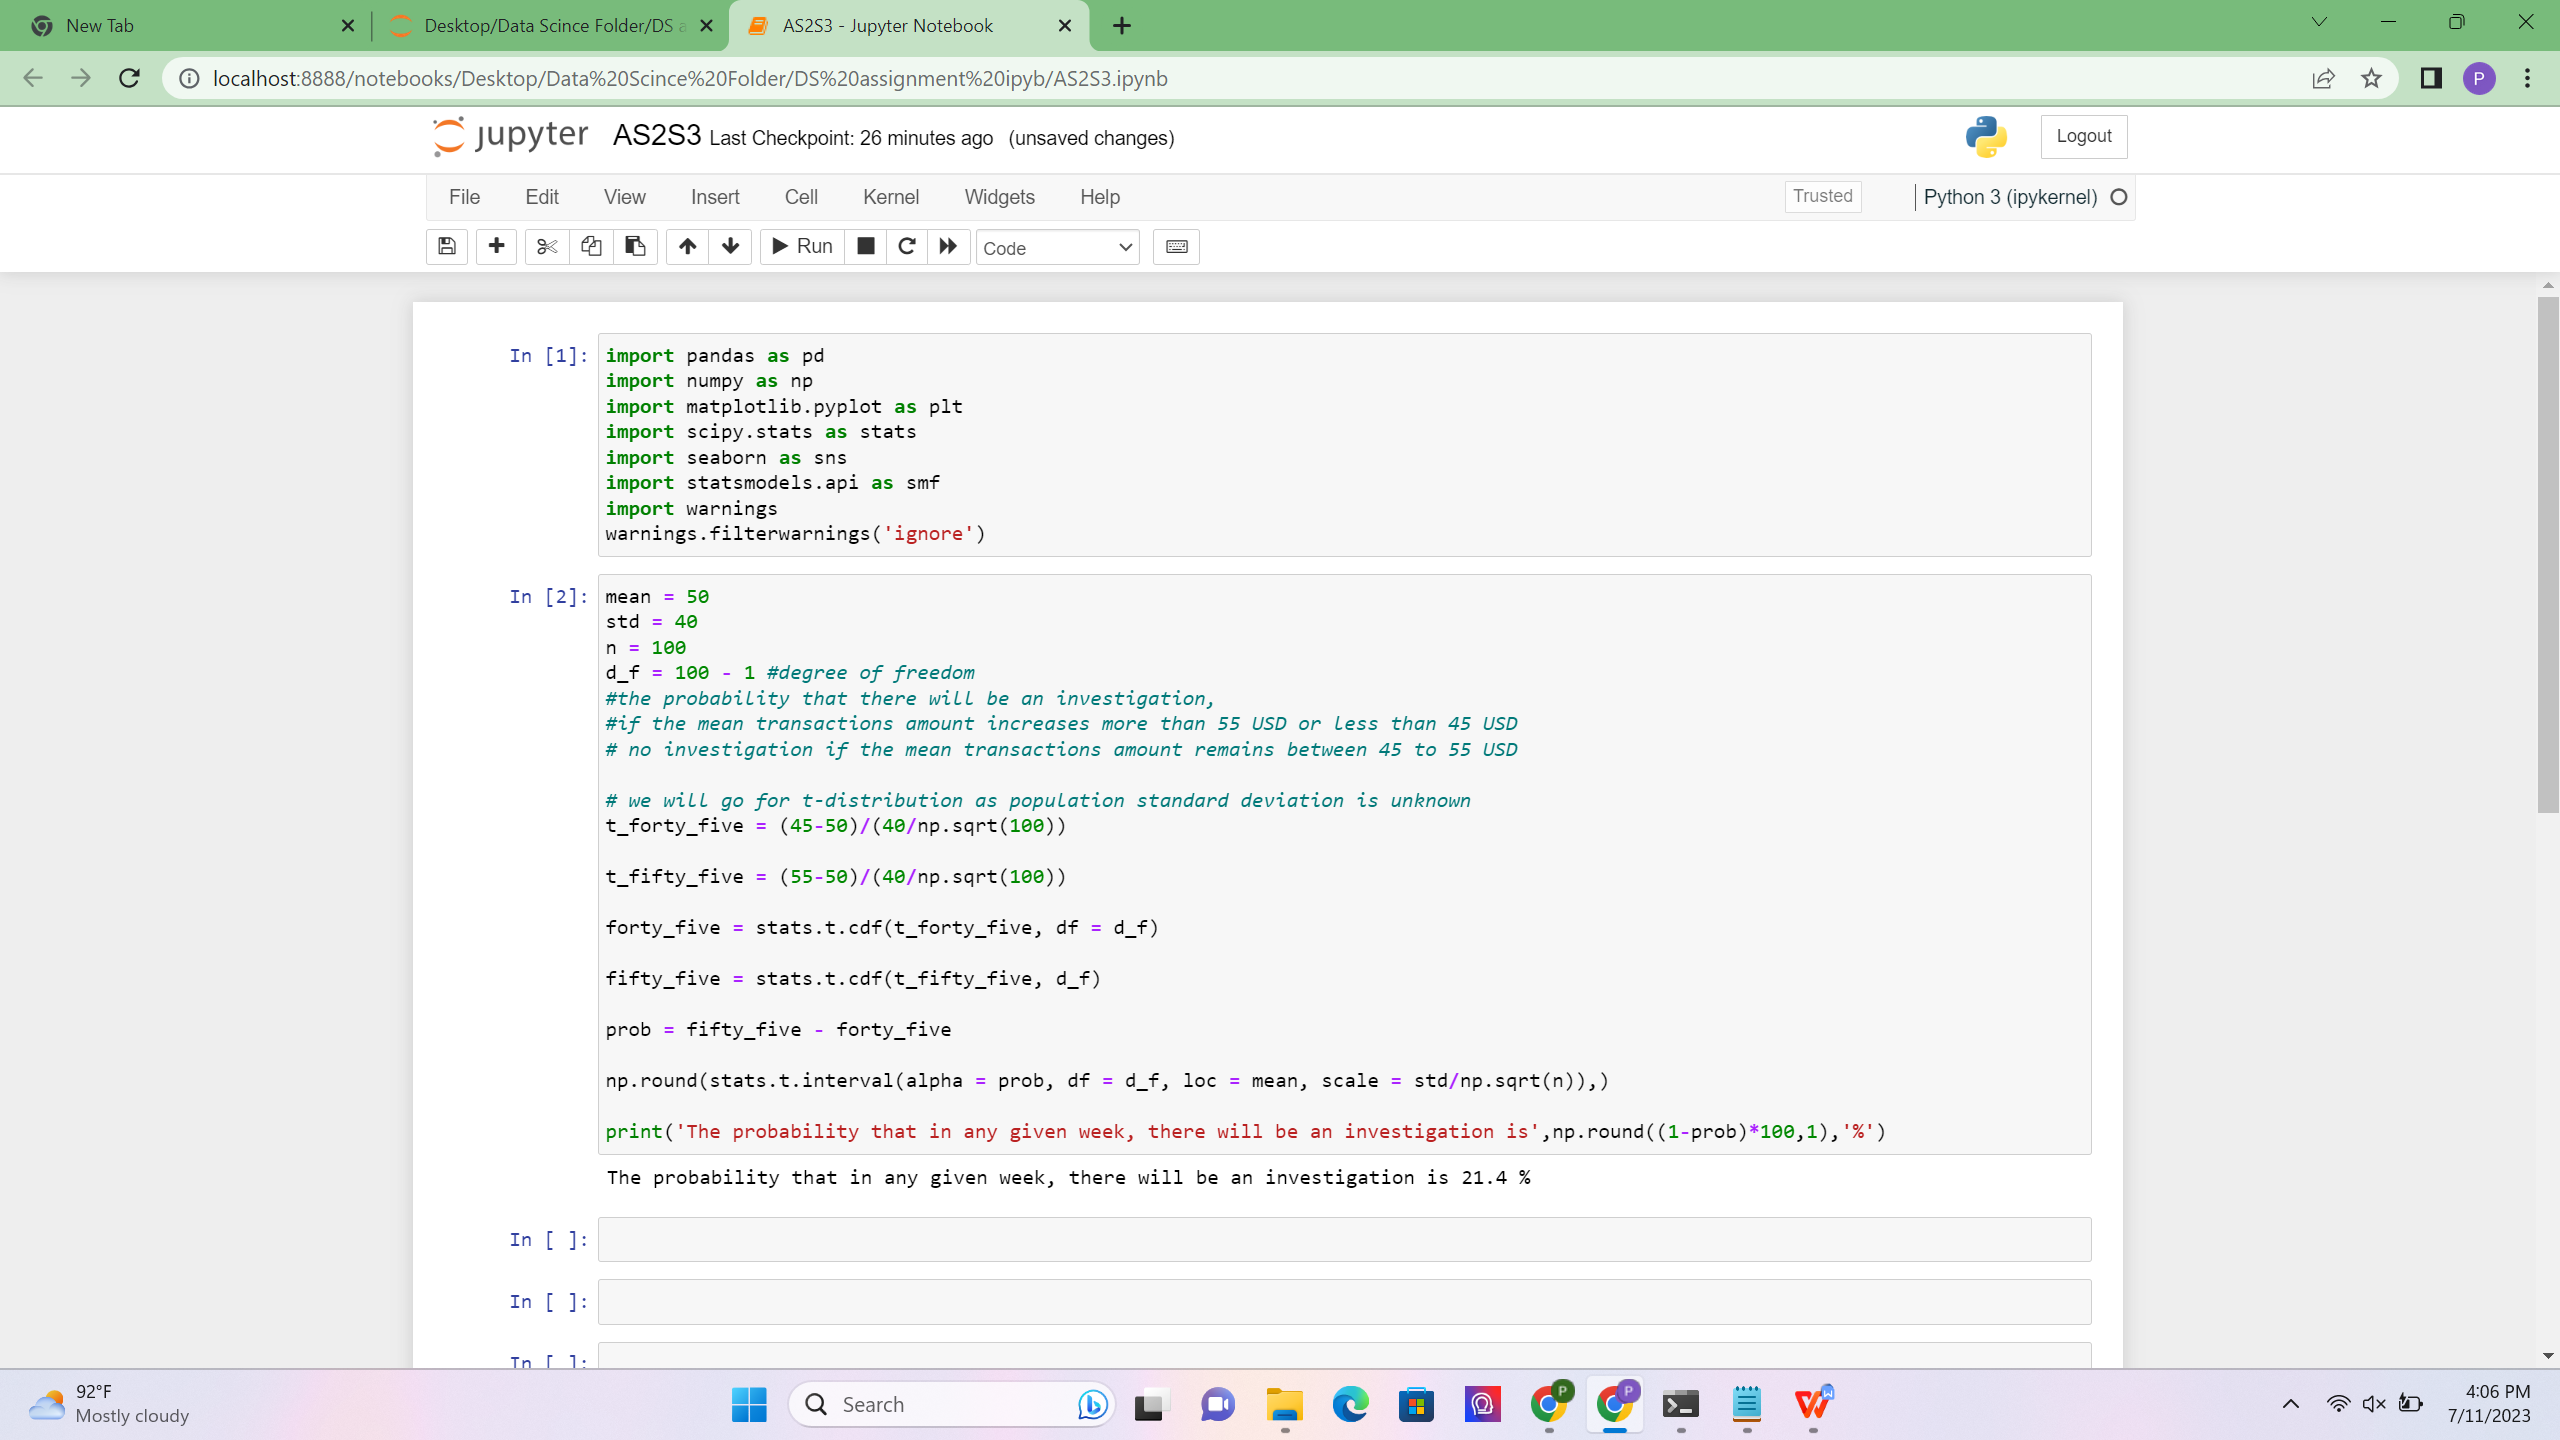 New Tab
Desktop/Data Scince Folder/DS a
AS2S3 - Jupyter Notebook
localhost:8888/notebooks/Desktop/Data%20Scince%20Folder/DS%20assignment%20ipyb/AS2S3.ipynb
P
jupyter AS2S3 Last Checkpoint: 26 minutes ago (unsaved changes)
Logout
File Edit View Insert Cell Kernel Widgets Help
Trusted
Python 3 (ipykernel)
Run
Code
In [1]:
import pandas as pd
import numpy as np
import matplotlib.pyplot as plt
import scipy.stats as stats
import seaborn as sns
import statsmodels.api as smf
import warnings
warnings.filterwarnings('ignore')
In [2]:
mean = 50
std = 40
n = 100
d_f = 100 - 1 #degree of freedom
#the probability that there will be an investigation,
#if the mean transactions amount increases more than 55 USD or less than 45 USD
# no investigation if the mean transactions amount remains between 45 to 55 USD
# we will go for t-distribution as population standard deviation is unknown
t_forty_five = (45-50)/(40/np.sqrt(100))
t_fifty_five = (55-50)/(40/np.sqrt(100))
forty_five = stats.t.cdf(t_forty_five, df = d_f)
fifty_five = stats.t.cdf(t_fifty_five, d_f)
prob = fifty_five - forty_five
np.round(stats.t.interval(alpha = prob, df = d_f, loc = mean, scale = std/np.sqrt(n)),)
print('The probability that in any given week, there will be an investigation is',np.round((1-prob)*100,1),'%')
The probability that in any given week, there will be an investigation is 21.4 %
In [ ]:
In [ ]:
In [ ]:
92°F
Mostly cloudy
Search
P
P
W
4:06 PM
7/11/2023